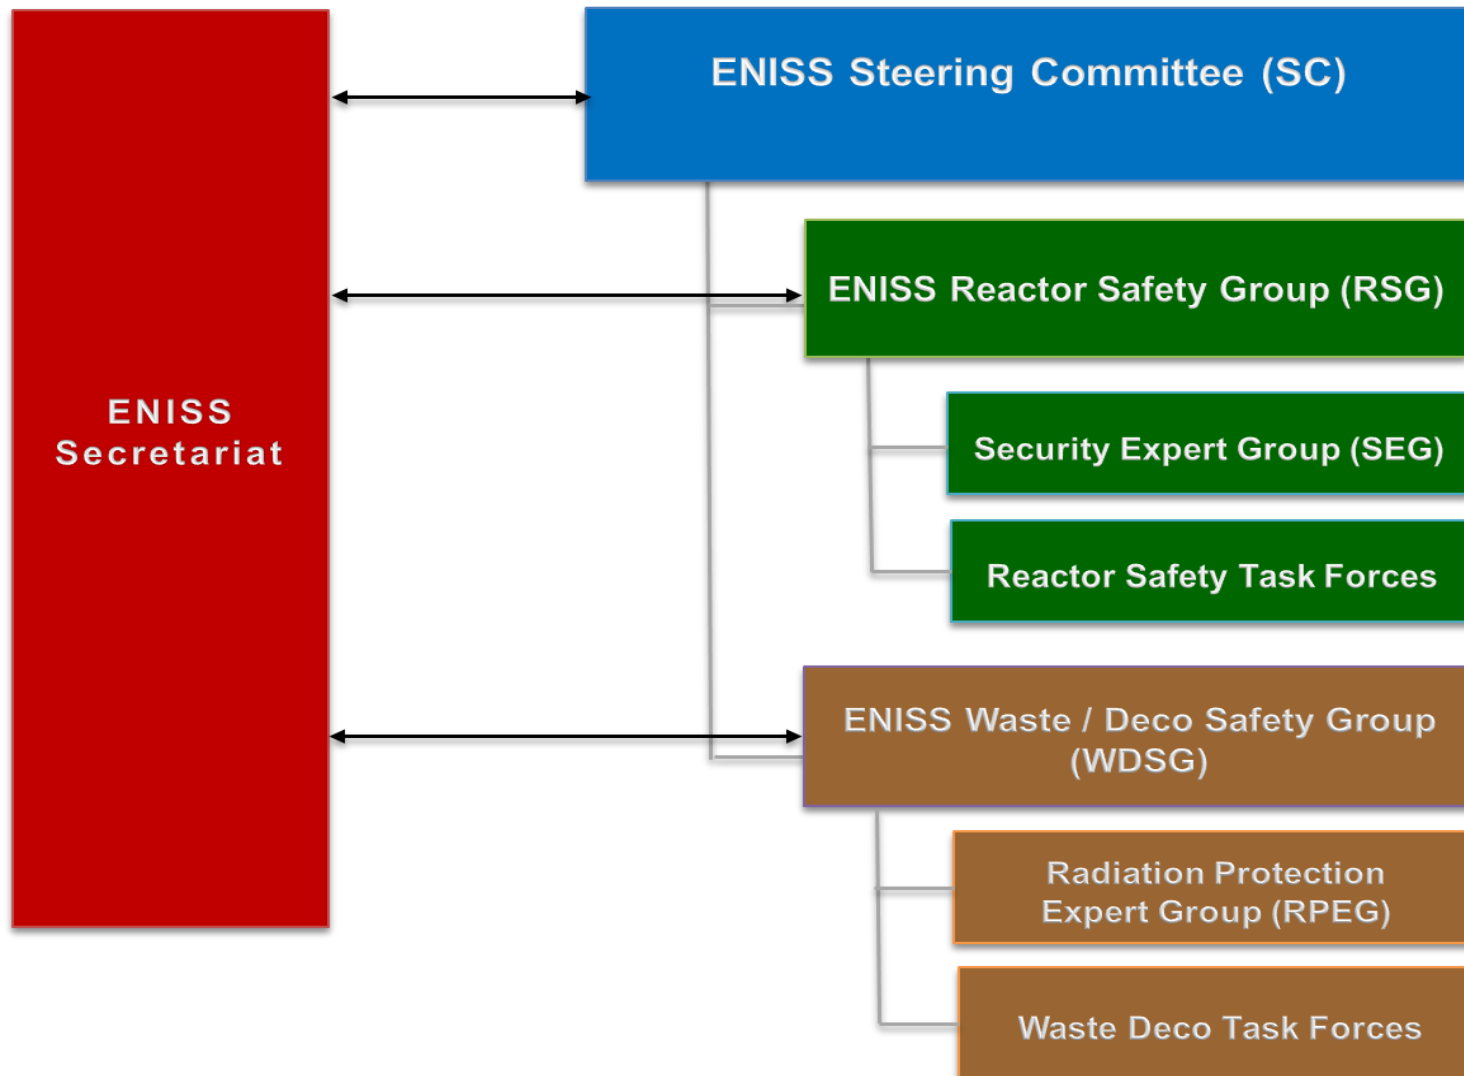 ENISS Steering Committee (SC)
ENISS Reactor Safety Group (RSG)
ENISS
Secretariat
Security Expert Group (SEG)
Reactor Safety Task Forces
ENISS Waste / Deco Safety Group
(WDSG)
Radiation Protection
Expert Group (RPEG)
Waste Deco Task Forces